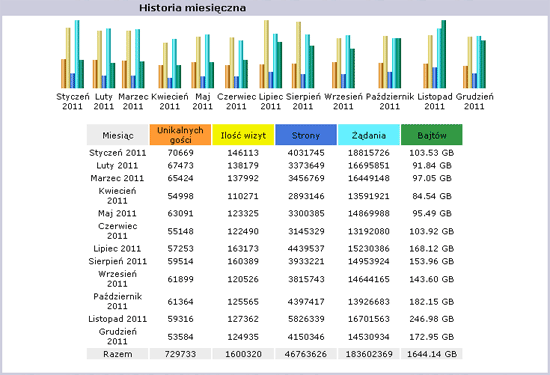 Historia miesięczna
Styczeń Luty Marzec Kwiecień Maj Czerwiec Lipiec Sierpień Wrzesień Październik Listopad Grudzień
2011 2011 2011 2011 2011 2011 2011 2011 2011 2011 2011 2011
Miesiąc Unikalnych gości Ilość wizyt Strony Żądania Bajtów
Styczeń 2011 70669 146113 4031745 18815726 103.53 GB
Luty 2011 67473 138179 3373649 16695851 91.84 GB
Marzec 2011 65424 137992 3456769 16449148 97.05 GB
Kwiecień 2011 54998 110271 2893146 13591921 84.54 GB
Maj 2011 63091 123325 3300385 14869988 95.49 GB
Czerwiec 2011 55148 122490 3145329 13192080 103.92 GB
Lipiec 2011 57253 163173 4439537 15230386 168.12 GB
Sierpień 2011 59514 160389 3933221 14953924 153.96 GB
Wrzesień 2011 61899 120526 3815743 14644165 143.60 GB
Październik 2011 61364 125565 4397417 13926683 182.15 GB
Listopad 2011 59316 127362 5826339 16701563 246.98 GB
Grudzień 2011 53584 124935 4150346 14530934 172.95 GB
Razem 729733 1600320 46763626 183602369 1644.14 GB